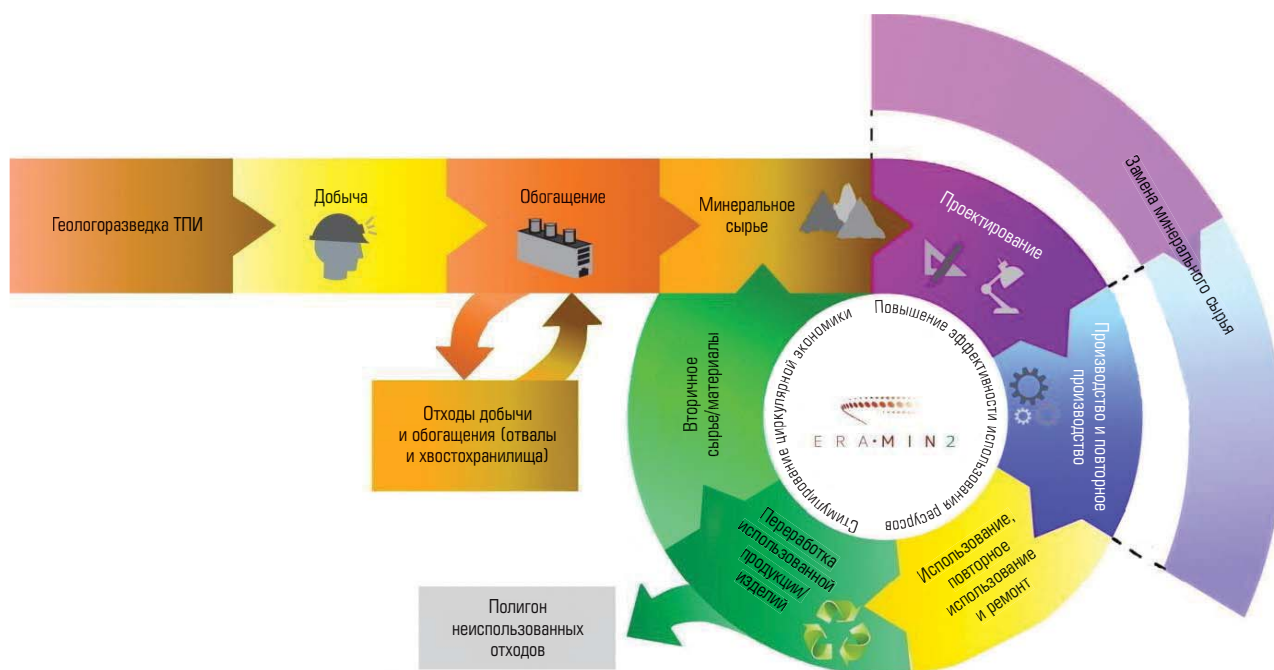 Геологоразведка ТПИ
Добыча
Обогащение
Минеральное
сырье
Проектирование
Замена минерального сырья
Производство и повторное
производство
Использование,
повторное
использование
и ремонт
Переработка
использованной
продукции/
изделий
Вторичное
сырье/материалы
Стимулирование циркулярной экономики
Повышение эффективности использования ресурсов
ERA·MIN2
Отходы добычи
и обогащения (отвалы
и хвостохранилища)
Полигон
неиспользованных
отходов